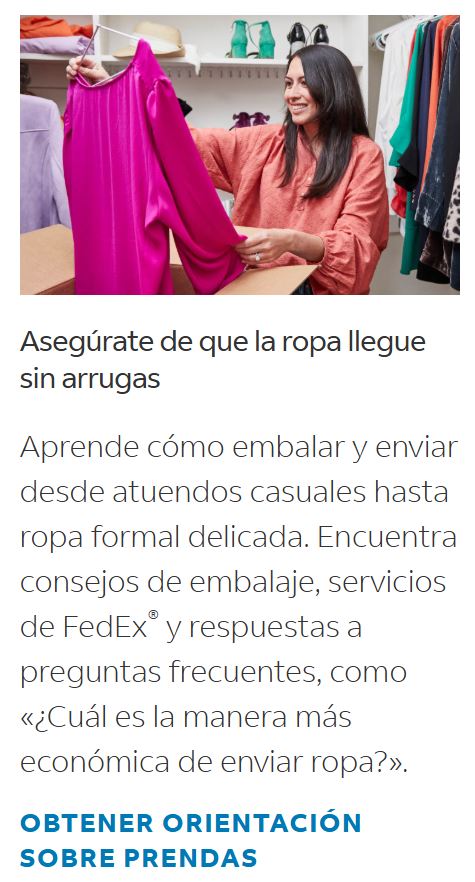 Asegúrate de que la ropa llegue
sin arrugas
Aprende cómo embalar y enviar
desde atuendos casuales hasta
ropa formal delicada. Encuentra
consejos de embalaje, servicios
de FedEx® y respuestas a
preguntas frecuentes, como
«¿Cuál es la manera más
económica de enviar ropa?».
OBTENER ORIENTACIÓN
SOBRE PRENDAS